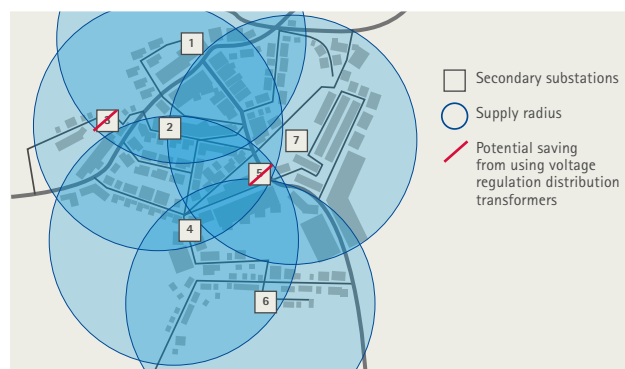 1
3
2
7
5
4
6
Secondary substations
Supply radius
Potential saving
from using voltage
regulation distribution
transformers